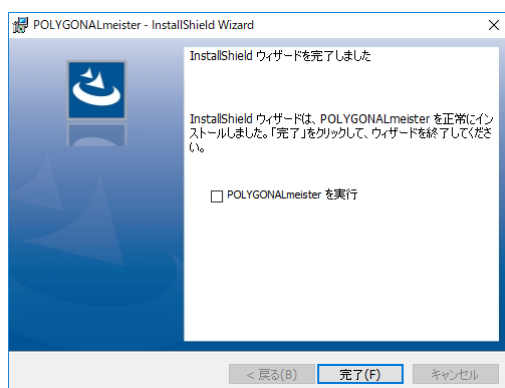 POLYGONALmeister - InstallShield Wizard
InstallShield ウィザードを完了しました
InstallShield ウィザードは、POLYGONALmeister を正常にイン
ストールしました。「完了」をクリックして、ウィザードを終了してくださ
い。
POLYGONALmeister を実行
< 戻る(B) 完了(F) キャンセル